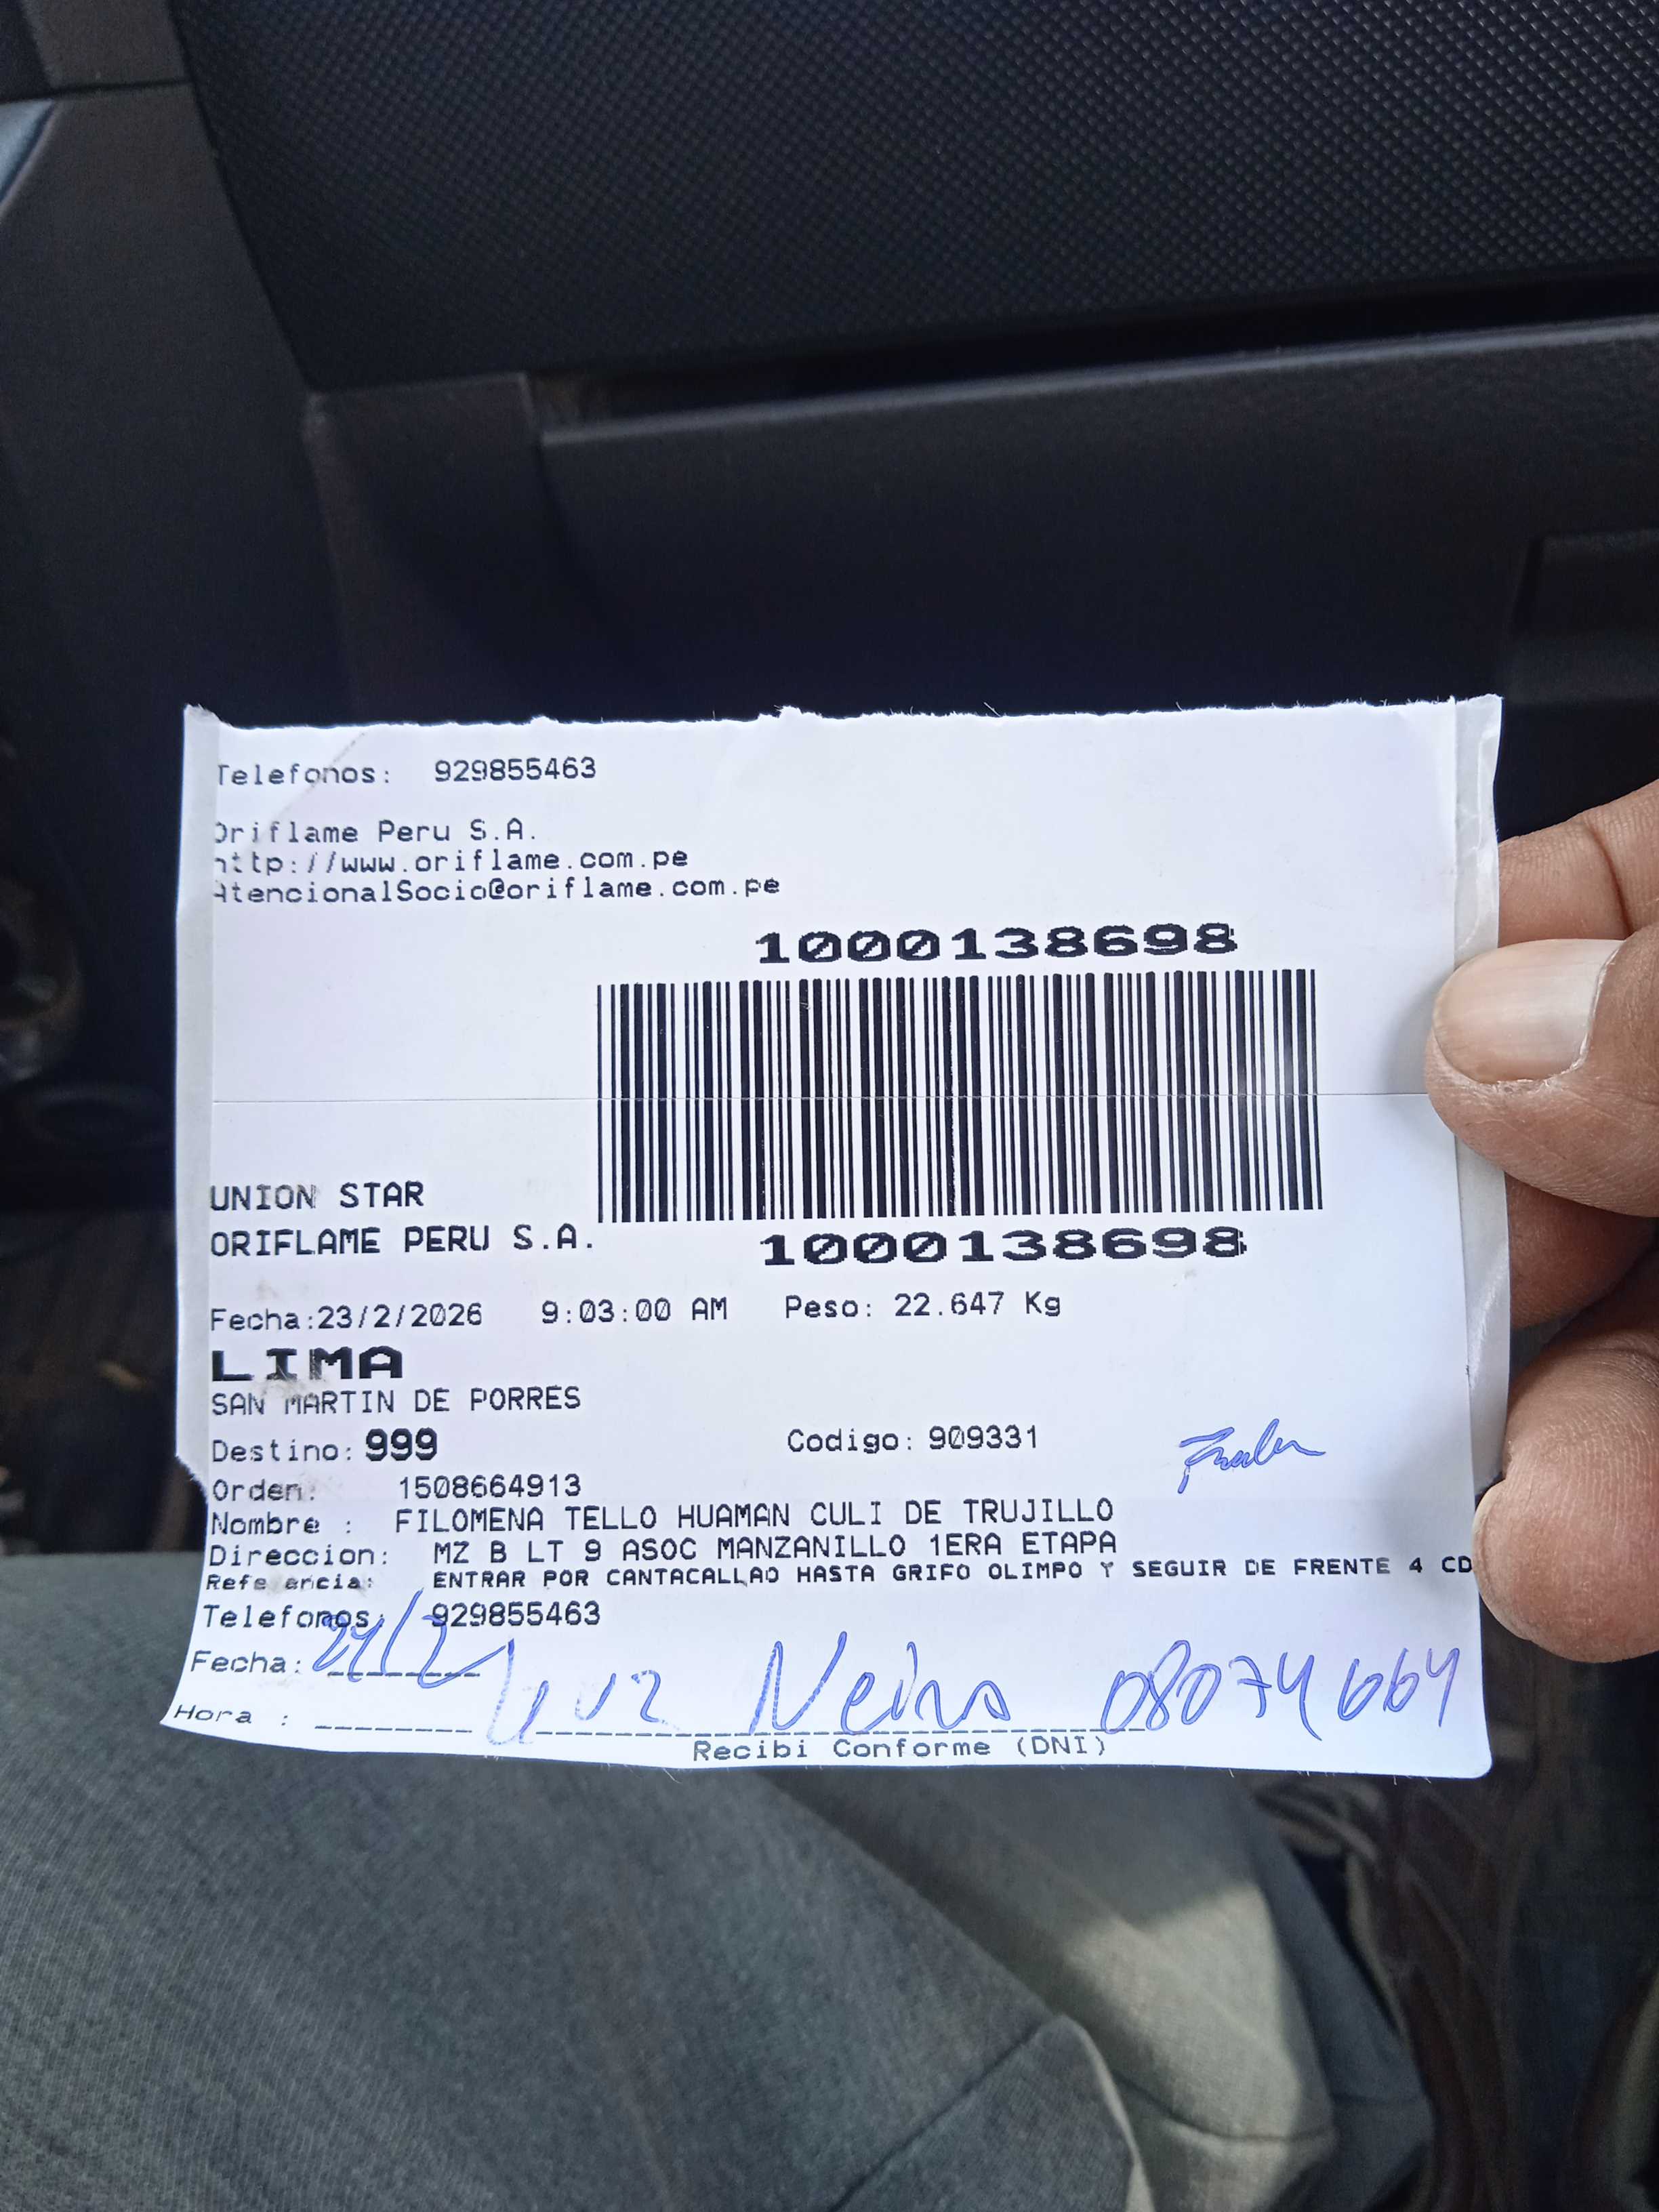 Telefonos: 929855463
Oriflame Peru S.A.
http://www.oriflame.com.pe
AtencionalSocio@oriflame.com.pe
1000138698
UNION STAR
ORIFLAME PERU S.A.
1000138698
Fecha:23/2/2026 9:03:00 AM Peso: 22.647 Kg
LIMA
SAN MARTIN DE PORRES
Destino: 999 Codigo: 909331
Orden: 1508664913
Nombre : FILOMENA TELLO HUAMAN CULI DE TRUJILLO
Direccion: MZ B LT 9 ASOC MANZANILLO 1ERA ETAPA
Referencia: ENTRAR POR CANTACALLAO HASTA GRIFO OLIMPO Y SEGUIR DE FRENTE 4 CD
Telefonos: 929855463
Fecha: 24/2
Luz Neira 08074664
Hora :
Recibi Conforme (DNI)